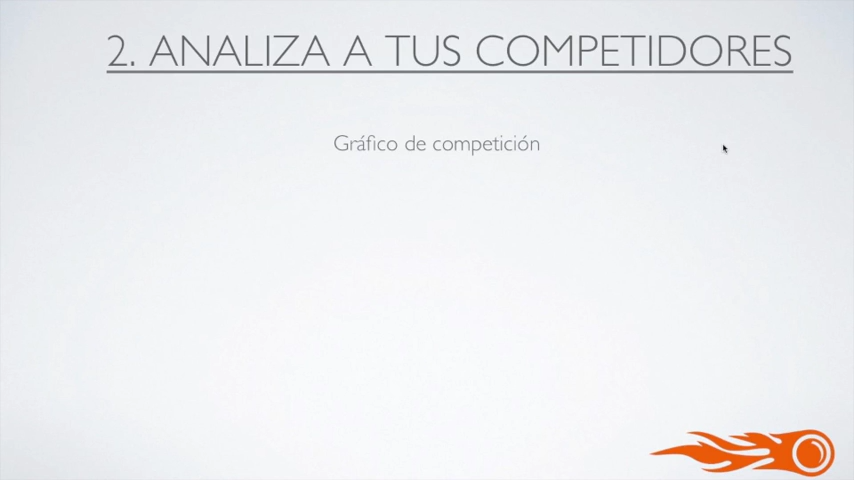 2. ANALIZA A TUS COMPETIDORES
Gráfico de competición